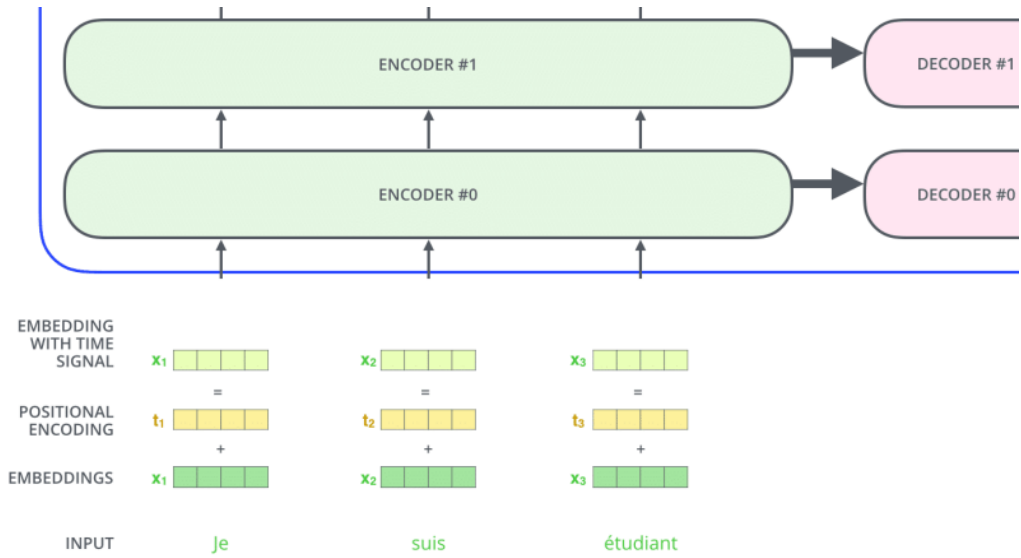 ENCODER #1
DECODER #1
ENCODER #0
DECODER #0
EMBEDDING
WITH TIME
SIGNAL
x₁
x₂
x₃
= = =
POSITIONAL
ENCODING
t₁
t₂
t₃
+ + +
EMBEDDINGS
x₁
x₂
x₃
INPUT
Je
suis
étudiant